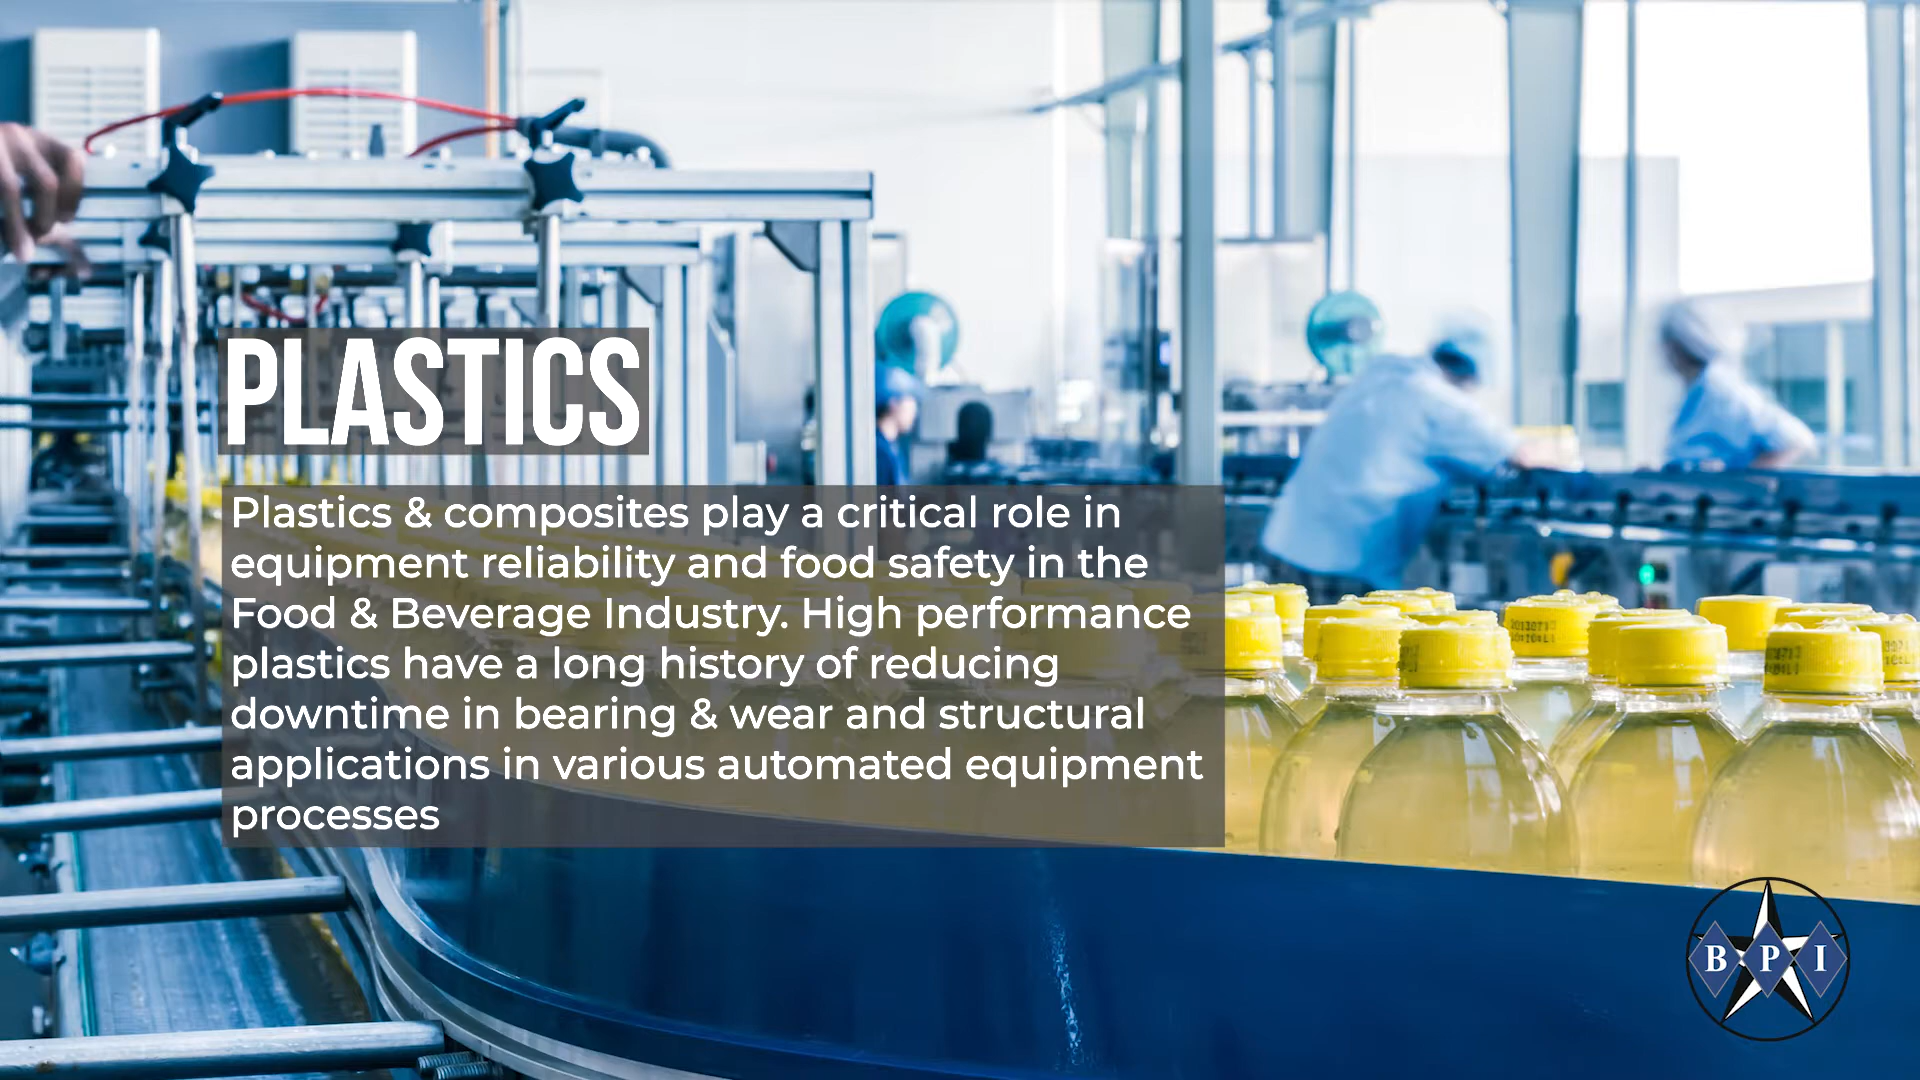 PLASTICS
Plastics & composites play a critical role in
equipment reliability and food safety in the
Food & Beverage Industry. High performance
plastics have a long history of reducing
downtime in bearing & wear and structural
applications in various automated equipment
processes
B P I